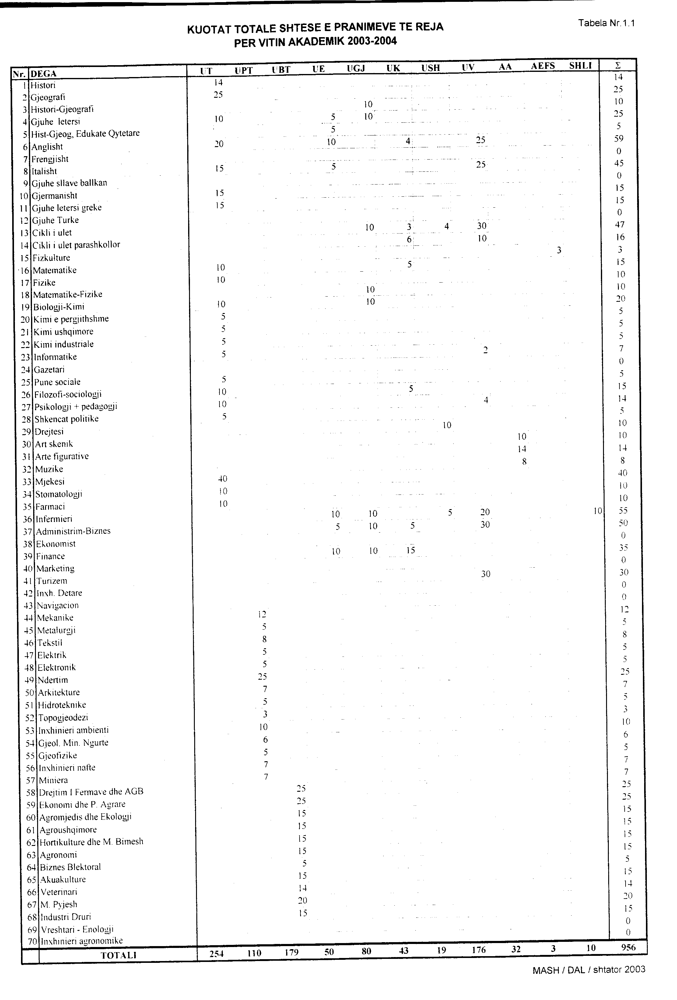 Tabela Nr.1.1
KUOTAT TOTALE SHTESE E PRANIMEVE TE REJA
PER VITIN AKADEMIK 2003-2004
Nr. DEGA UT UPT UBT UE UGJ UK USH UV AA AEFS SHLI Σ
1 Histori 14 14
2 Gjeografi 25 25
3 Histori-Gjeografi 10 10
4 Gjuhe letersi 10 5 10 25
5 Hist-Gjeog, Edukate Qytetare 5 5
6 Anglisht 20 10 4 25 59
7 Frengjisht 0
8 Italisht 15 5 25 45
9 Gjuhe sllave ballkan 0
10 Gjermanisht 15 15
11 Gjuhe letersi greke 15 15
12 Gjuhe Turke 0
13 Cikli i ulet 10 3 4 30 47
14 Cikli i ulet parashkollor 6 10 16
15 Fizkulture 3 3
16 Matematike 10 5 15
17 Fizike 10 10
18 Matematike-Fizike 10 10
19 Biologji-Kimi 10 10 20
20 Kimi e pergjithshme 5 5
21 Kimi ushqimore 5 5
22 Kimi industriale 5 5
23 Informatike 5 2 7
24 Gazetari 0
25 Pune sociale 5 5
26 Filozofi-sociologji 10 5 15
27 Psikologji + pedagogji 10 4 14
28 Shkencat politike 5 5
29 Drejtesi 10 10
30 Art skenik 10 10
31 Arte figurative 14 14
32 Muzike 8 8
33 Mjekesi 40 40
34 Stomatologji 10 10
35 Farmaci 10 10
36 Infermieri 10 10 5 20 10 55
37 Administrim-Biznes 5 10 5 30 50
38 Ekonomist 0
39 Finance 10 10 15 35
40 Marketing 0
41 Turizem 30 30
42 Inxh. Detare 0
43 Navigacion 0
44 Mekanike 12 12
45 Metalurgji 5 5
46 Tekstil 8 8
47 Elektrik 5 5
48 Elektronik 5 5
49 Ndertim 25 25
50 Arkitekture 7 7
51 Hidroteknike 5 5
52 Topogjeodezi 3 3
53 Inxhinieri ambienti 10 10
54 Gjeol. Min. Ngurte 6 6
55 Gjeofizike 5 5
56 Inxhinieri nafte 7 7
57 Miniera 7 7
58 Drejtim I Fermave dhe AGB 25 25
59 Ekonomi dhe P. Agrare 25 25
60 Agromjedis dhe Ekologji 15 15
61 Agroushqimore 15 15
62 Hortikulture dhe M. Bimesh 15 15
63 Agronomi 15 15
64 Biznes Blektoral 5 5
65 Akuakulture 15 15
66 Veterinari 14 14
67 M. Pyjesh 20 20
68 Industri Druri 15 15
69 Vreshtari - Enologji 0
70 Inxhinieri agronomike 0
TOTALI 254 110 179 50 80 43 19 176 32 3 10 956
MASH / DAL / shtator 2003